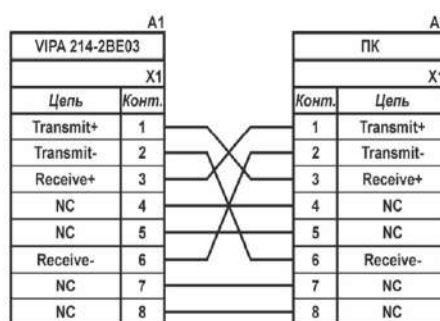 A1
VIPA 214-2BE03
X1
Цепь Конт.
Transmit+ 1
Transmit- 2
Receive+ 3
NC 4
NC 5
Receive- 6
NC 7
NC 8
A
ПК
X1
Конт. Цепь
1 Transmit+
2 Transmit-
3 Receive+
4 NC
5 NC
6 Receive-
7 NC
8 NC